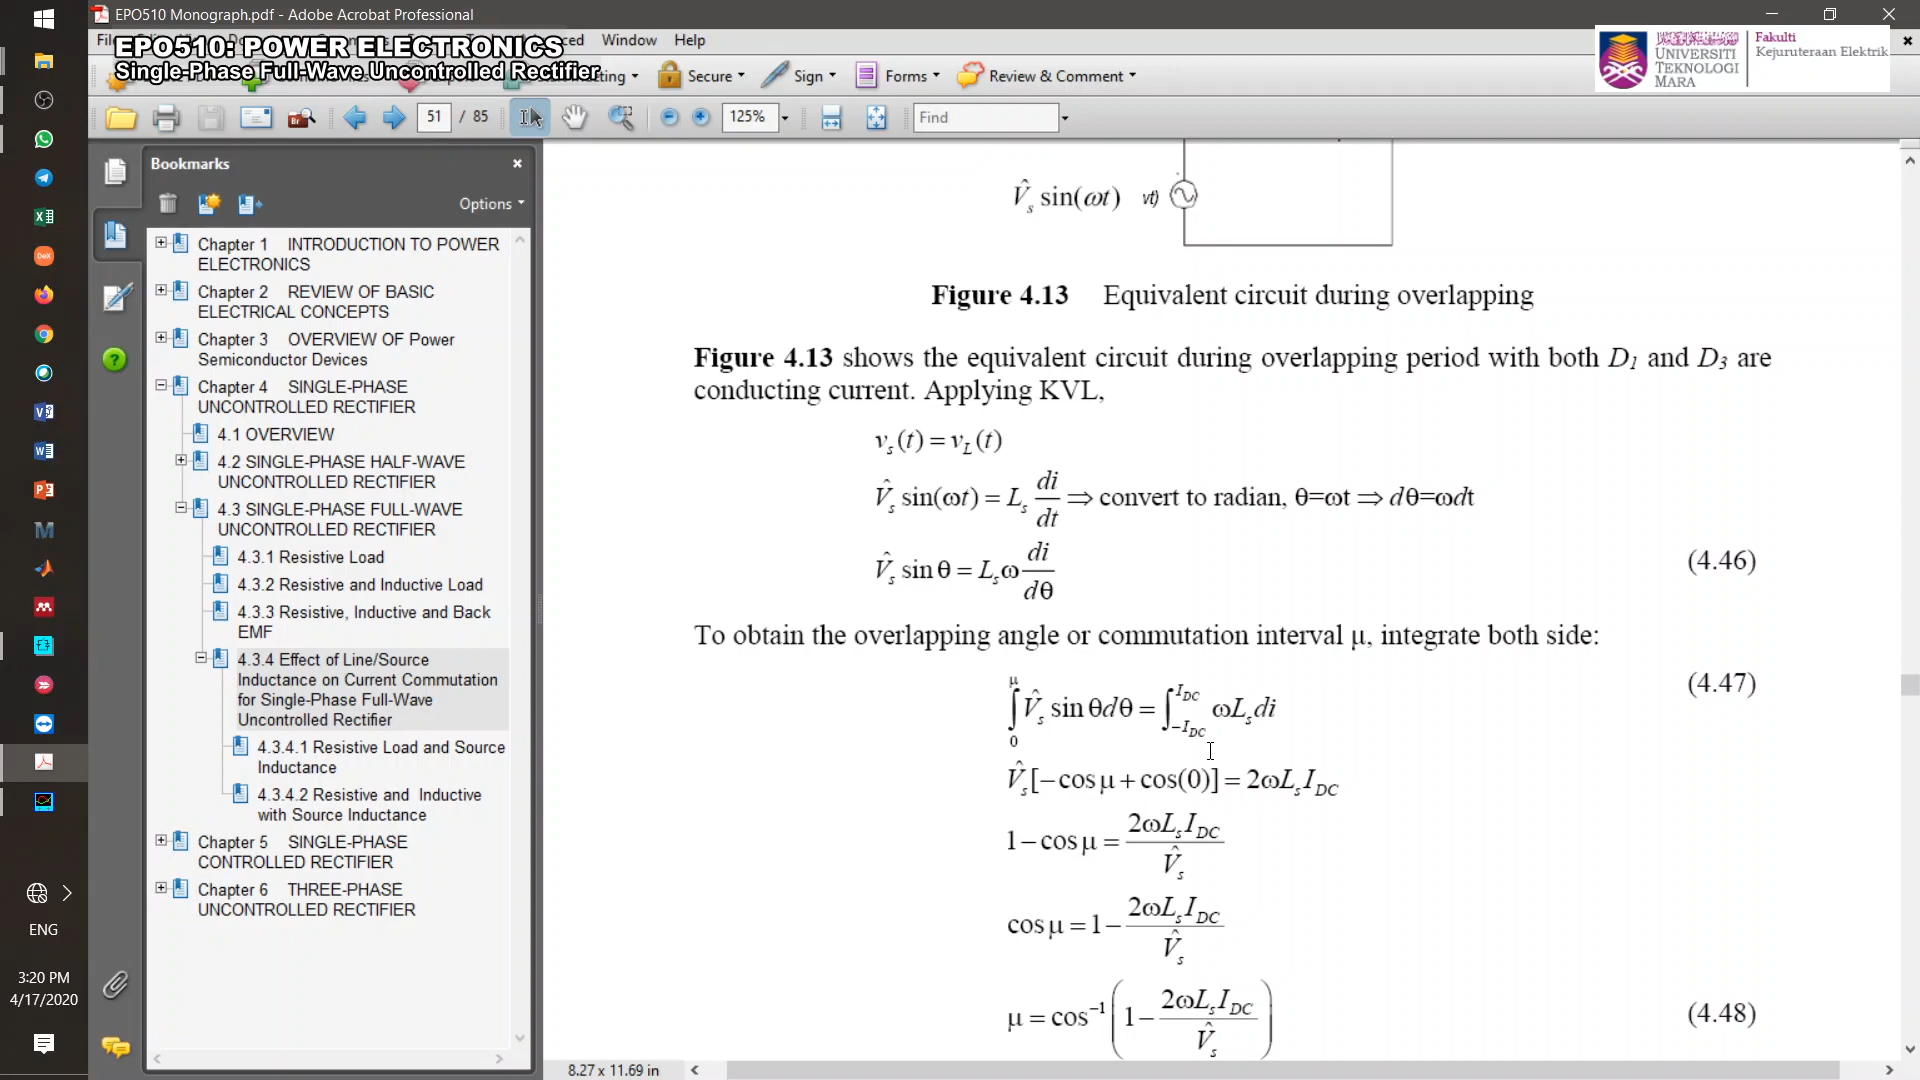 EPO510 Monograph.pdf - Adobe Acrobat Professional
Window Help
EPO510: POWER ELECTRONICS
Single-Phase Full-Wave Uncontrolled Rectifier
Secure Sign Forms Review & Comment
UNIVERSITI
TEKNOLOGI
MARA
Fakulti
Kejuruteraan Elektrik
51 / 85 125% Find
Bookmarks
Options
Chapter 1 INTRODUCTION TO POWER
ELECTRONICS
Chapter 2 REVIEW OF BASIC
ELECTRICAL CONCEPTS
Chapter 3 OVERVIEW OF Power
Semiconductor Devices
Chapter 4 SINGLE-PHASE
UNCONTROLLED RECTIFIER
4.1 OVERVIEW
4.2 SINGLE-PHASE HALF-WAVE
UNCONTROLLED RECTIFIER
4.3 SINGLE-PHASE FULL-WAVE
UNCONTROLLED RECTIFIER
4.3.1 Resistive Load
4.3.2 Resistive and Inductive Load
4.3.3 Resistive, Inductive and Back
EMF
4.3.4 Effect of Line/Source
Inductance on Current Commutation
for Single-Phase Full-Wave
Uncontrolled Rectifier
4.3.4.1 Resistive Load and Source
Inductance
4.3.4.2 Resistive and Inductive
with Source Inductance
Chapter 5 SINGLE-PHASE
CONTROLLED RECTIFIER
Chapter 6 THREE-PHASE
UNCONTROLLED RECTIFIER
V̂s sin(ωt) vt)
Figure 4.13 Equivalent circuit during overlapping
Figure 4.13 shows the equivalent circuit during overlapping period with both D1 and D3 are
conducting current. Applying KVL,
vs(t) = vL(t)
V̂s sin(ωt) = Ls di/dt ⇒ convert to radian, θ=ωt ⇒ dθ=ωdt
V̂s sin θ = Lsω di/dθ (4.46)
To obtain the overlapping angle or commutation interval μ, integrate both side:
∫0^μ V̂s sin θdθ = ∫-IDC^IDC ωLsdi (4.47)
V̂s[−cos μ + cos(0)] = 2ωLsIDC
1 − cos μ = 2ωLsIDC / V̂s
cos μ = 1 − 2ωLsIDC / V̂s
μ = cos⁻¹(1 − 2ωLsIDC / V̂s) (4.48)
8.27 x 11.69 in
ENG
3:20 PM
4/17/2020